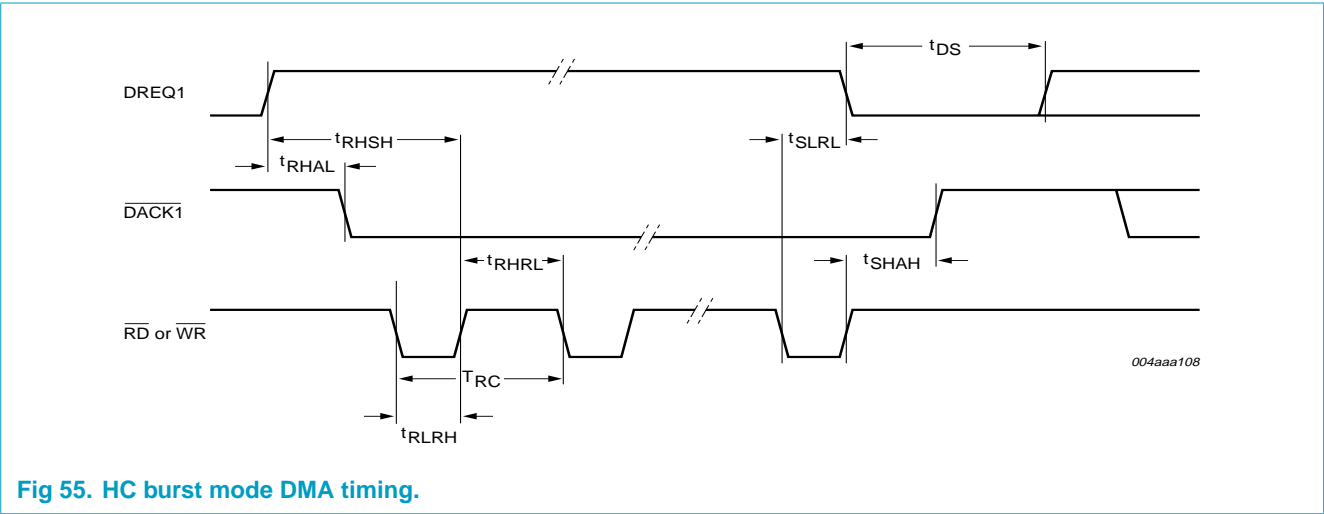 tDS
DREQ1
tRHSH
tSLRL
tRHAL
DACK1
tRHRL
tSHAH
RD or WR
004aaa108
TRC
tRLRH
Fig 55. HC burst mode DMA timing.